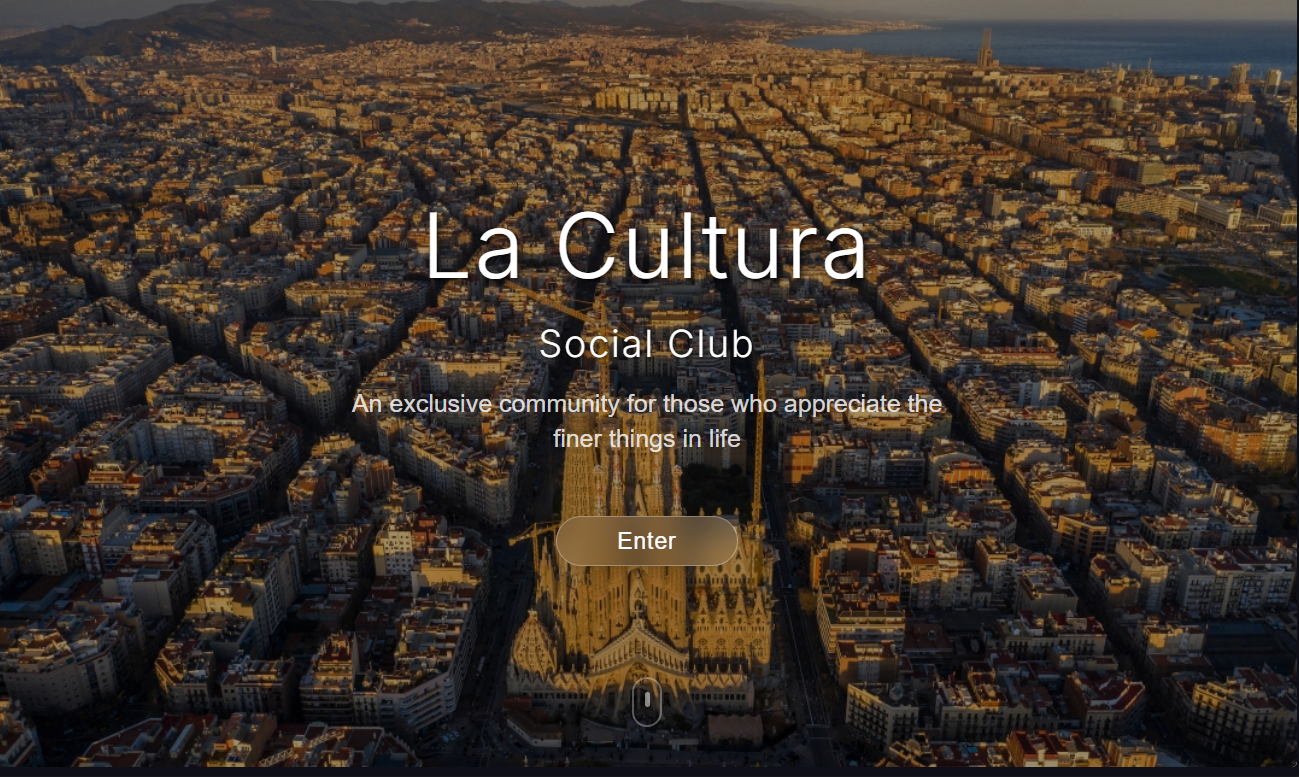 La Cultura
Social Club
An exclusive community for those who appreciate the
finer things in life
Enter